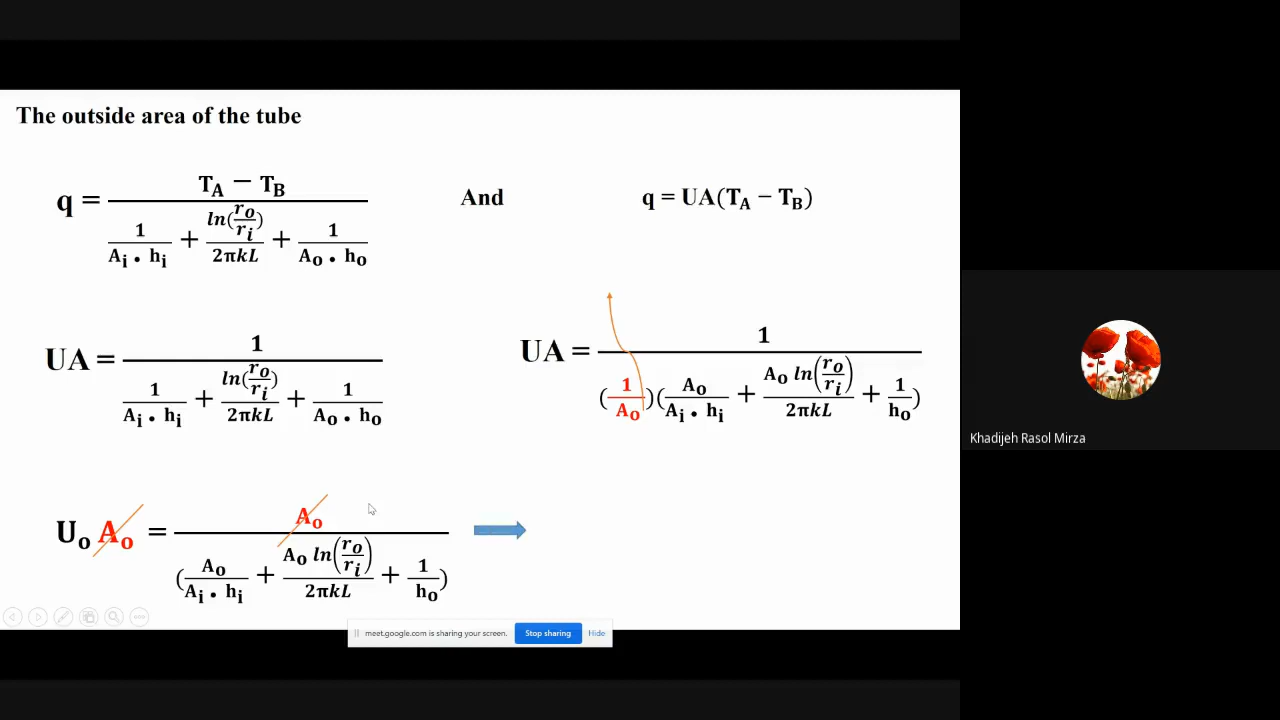 The outside area of the tube
q = (T_A − T_B) / (1/(A_i • h_i) + ln(r_o/r_i)/(2πkL) + 1/(A_o • h_o))
And
q = UA(T_A − T_B)
UA = 1 / (1/(A_i • h_i) + ln(r_o/r_i)/(2πkL) + 1/(A_o • h_o))
UA = 1 / ((1/A_o)(A_o/(A_i • h_i) + A_o ln(r_o/r_i)/(2πkL) + 1/h_o))
U_o A_o = A_o / (A_o/(A_i • h_i) + A_o ln(r_o/r_i)/(2πkL) + 1/h_o)
meet.google.com is sharing your screen.
Stop sharing
Hide
Khadijeh Rasol Mirza